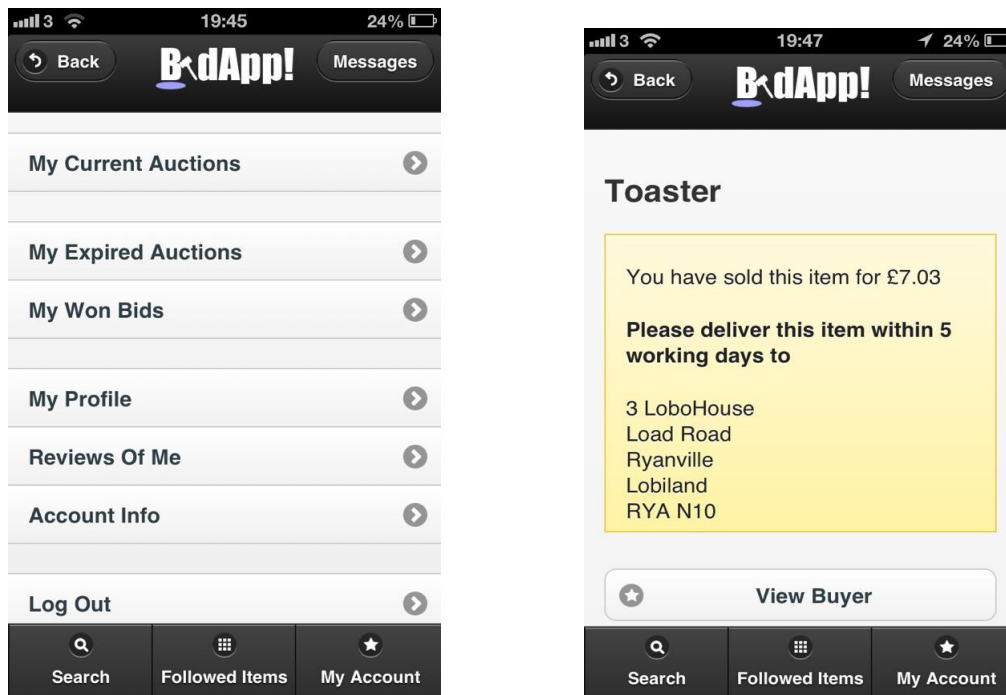 3 19:45 24%
Back BidApp! Messages
My Current Auctions
My Expired Auctions
My Won Bids
My Profile
Reviews Of Me
Account Info
Log Out
Search Followed Items My Account
3 19:47 24%
Back BidApp! Messages
Toaster
You have sold this item for £7.03
Please deliver this item within 5
working days to
3 LoboHouse
Load Road
Ryanville
Lobiland
RYA N10
View Buyer
Search Followed Items My Account